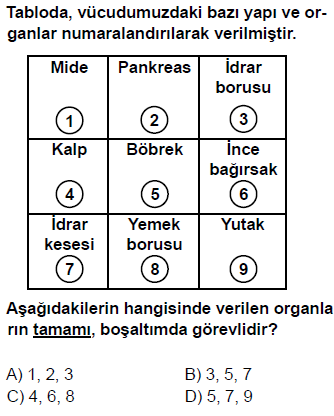 Tabloda, vücudumuzdaki bazı yapı ve or-
ganlar numaralandırılarak verilmiştir.
Mide Pankreas İdrar
borusu
1 2 3
Kalp Böbrek İnce
bağırsak
4 5 6
İdrar Yemek Yutak
kesesi borusu
7 8 9
Aşağıdakilerin hangisinde verilen organla
rın tamamı, boşaltımda görevlidir?
A) 1, 2, 3 B) 3, 5, 7
C) 4, 6, 8 D) 5, 7, 9